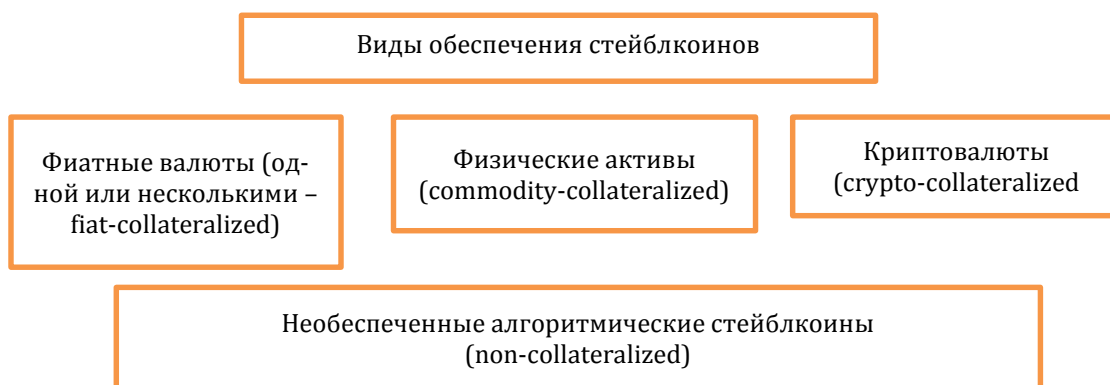 Виды обеспечения стейблкоинов
Фиатные валюты (од-
ной или несколькими –
fiat-collateralized)
Физические активы
(commodity-collateralized)
Криптовалюты
(crypto-collateralized
Необеспеченные алгоритмические стейблкоины
(non-collateralized)